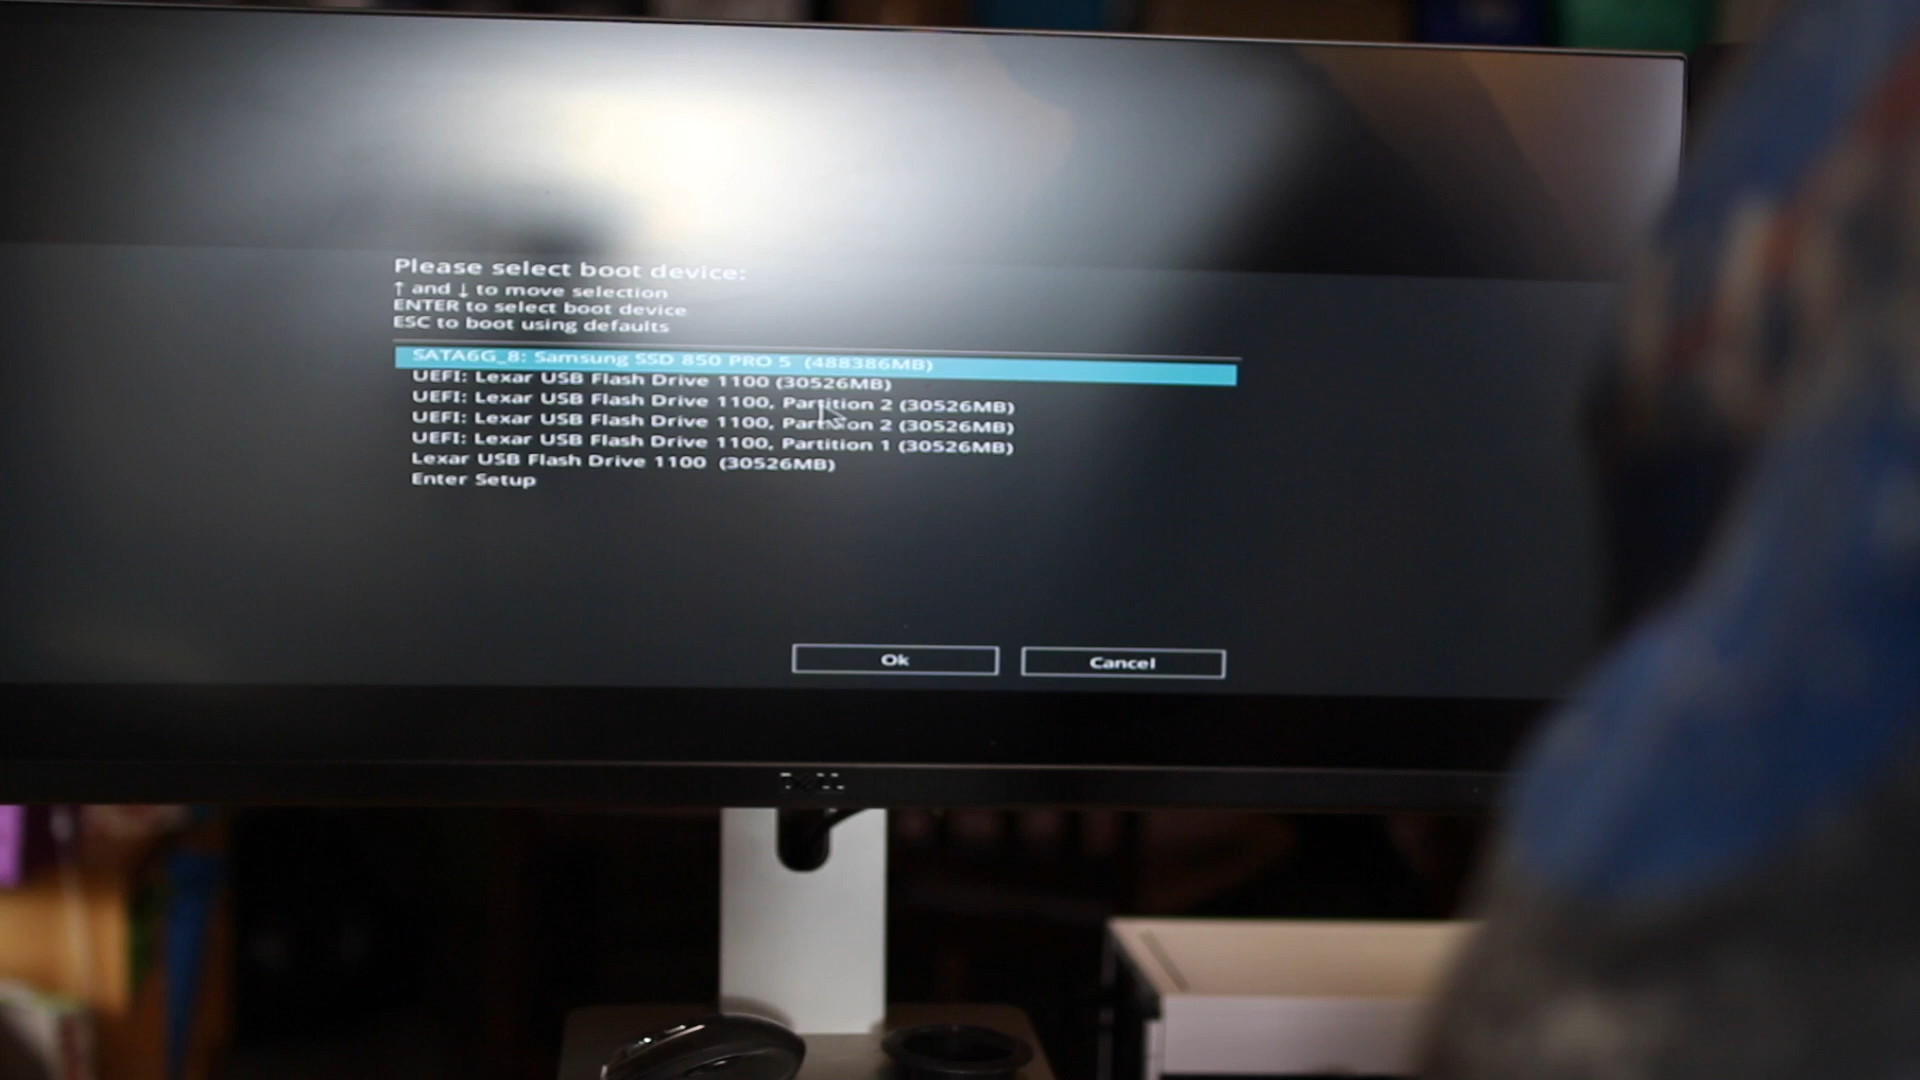 Please select boot device:
↑ and ↓ to move selection
ENTER to select boot device
ESC to boot using defaults
SATA6G_8: Samsung SSD 850 PRO 5 (488386MB)
UEFI: Lexar USB Flash Drive 1100 (30526MB)
UEFI: Lexar USB Flash Drive 1100, Partition 2 (30526MB)
UEFI: Lexar USB Flash Drive 1100, Partition 2 (30526MB)
UEFI: Lexar USB Flash Drive 1100, Partition 1 (30526MB)
Lexar USB Flash Drive 1100 (30526MB)
Enter Setup
Ok Cancel
DELL